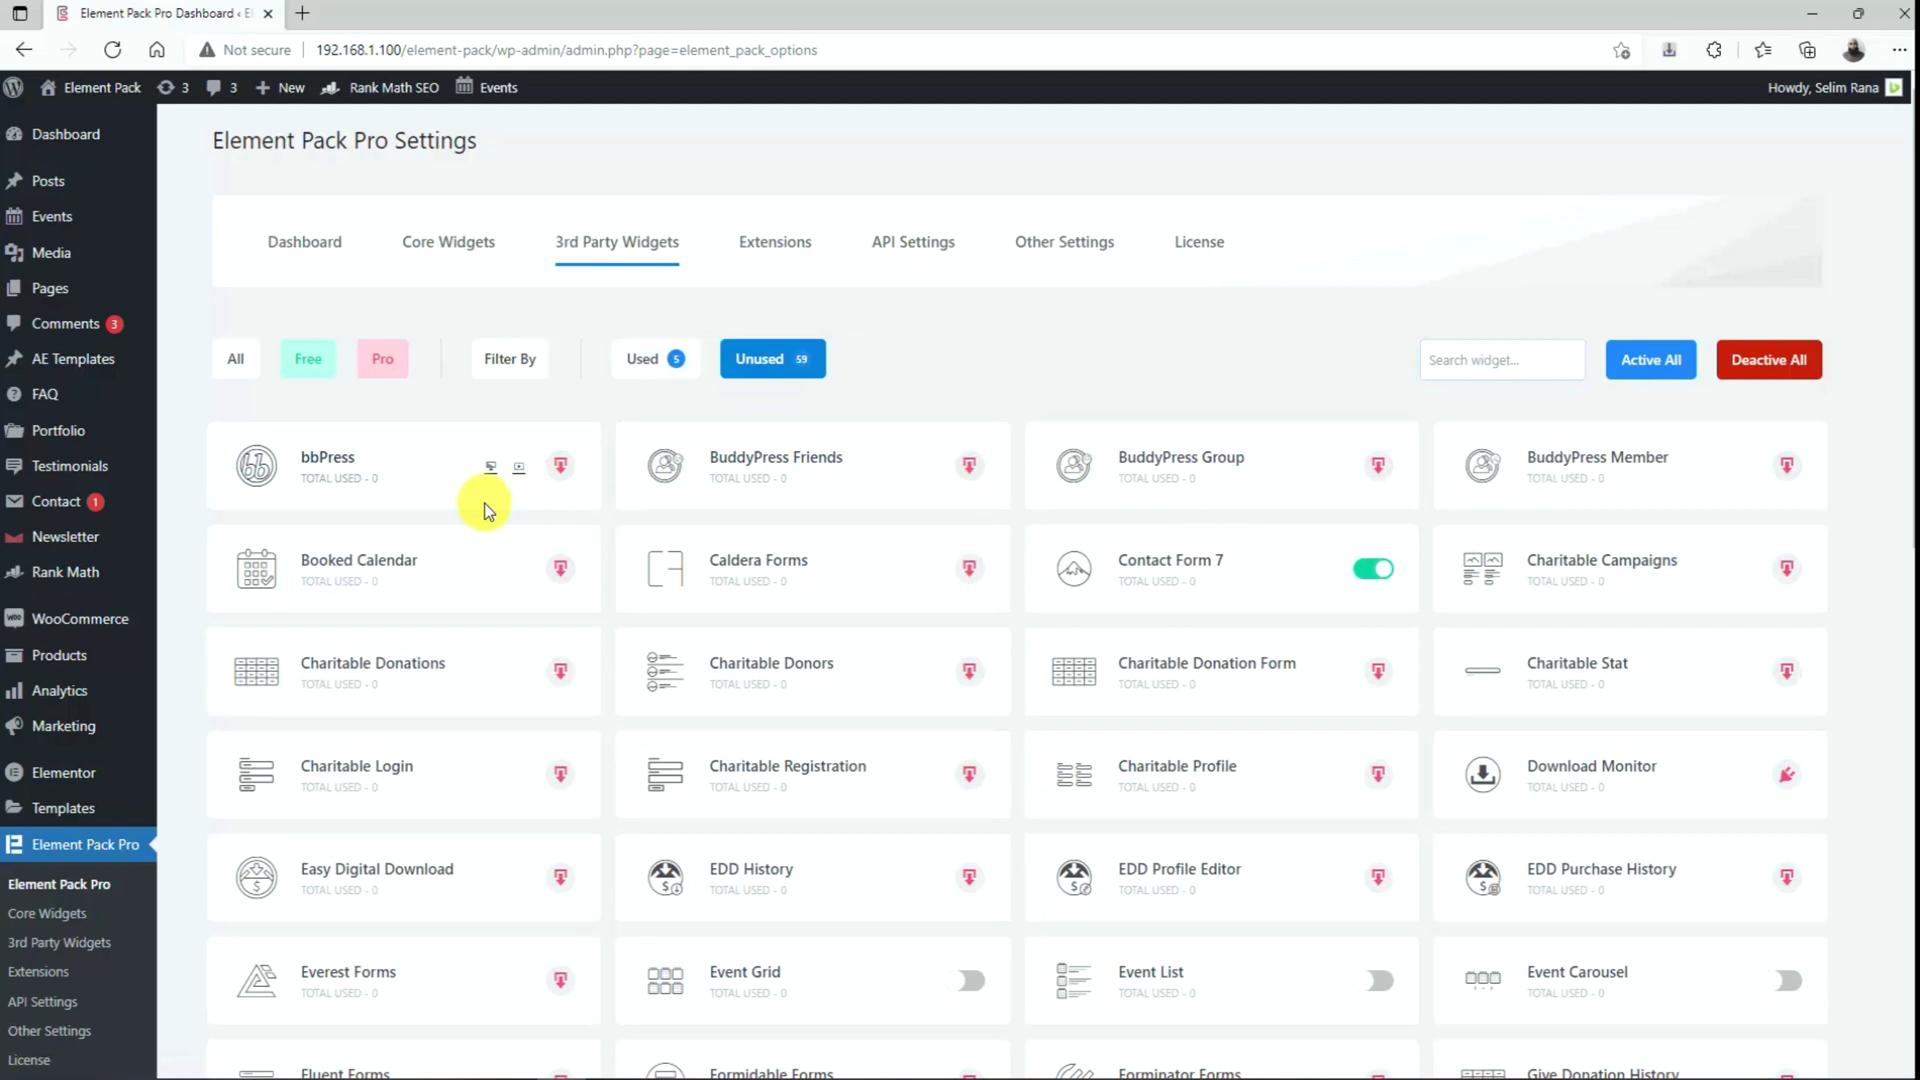 Element Pack Pro Dashboard ‹ E
Not secure
192.168.1.100/element-pack/wp-admin/admin.php?page=element_pack_options
Element Pack
3
3
New
Rank Math SEO
Events
Howdy, Selim Rana
Dashboard
Posts
Events
Media
Pages
Comments 3
AE Templates
FAQ
Portfolio
Testimonials
Contact 1
Newsletter
Rank Math
WooCommerce
Products
Analytics
Marketing
Elementor
Templates
Element Pack Pro
Element Pack Pro
Core Widgets
3rd Party Widgets
Extensions
API Settings
Other Settings
License
Element Pack Pro Settings
Dashboard
Core Widgets
3rd Party Widgets
Extensions
API Settings
Other Settings
License
All
Free
Pro
Filter By
Used 5
Unused 59
Search widget...
Active All
Deactive All
bbPress
TOTAL USED - 0
BuddyPress Friends
TOTAL USED - 0
BuddyPress Group
TOTAL USED - 0
BuddyPress Member
TOTAL USED - 0
Booked Calendar
TOTAL USED - 0
Caldera Forms
TOTAL USED - 0
Contact Form 7
TOTAL USED - 0
Charitable Campaigns
TOTAL USED - 0
Charitable Donations
TOTAL USED - 0
Charitable Donors
TOTAL USED - 0
Charitable Donation Form
TOTAL USED - 0
Charitable Stat
TOTAL USED - 0
Charitable Login
TOTAL USED - 0
Charitable Registration
TOTAL USED - 0
Charitable Profile
TOTAL USED - 0
Download Monitor
TOTAL USED - 0
Easy Digital Download
TOTAL USED - 0
EDD History
TOTAL USED - 0
EDD Profile Editor
TOTAL USED - 0
EDD Purchase History
TOTAL USED - 0
Everest Forms
TOTAL USED - 0
Event Grid
TOTAL USED - 0
Event List
TOTAL USED - 0
Event Carousel
TOTAL USED - 0
Fluent Forms
Formidable Forms
Forminator Forms
Give Donation History